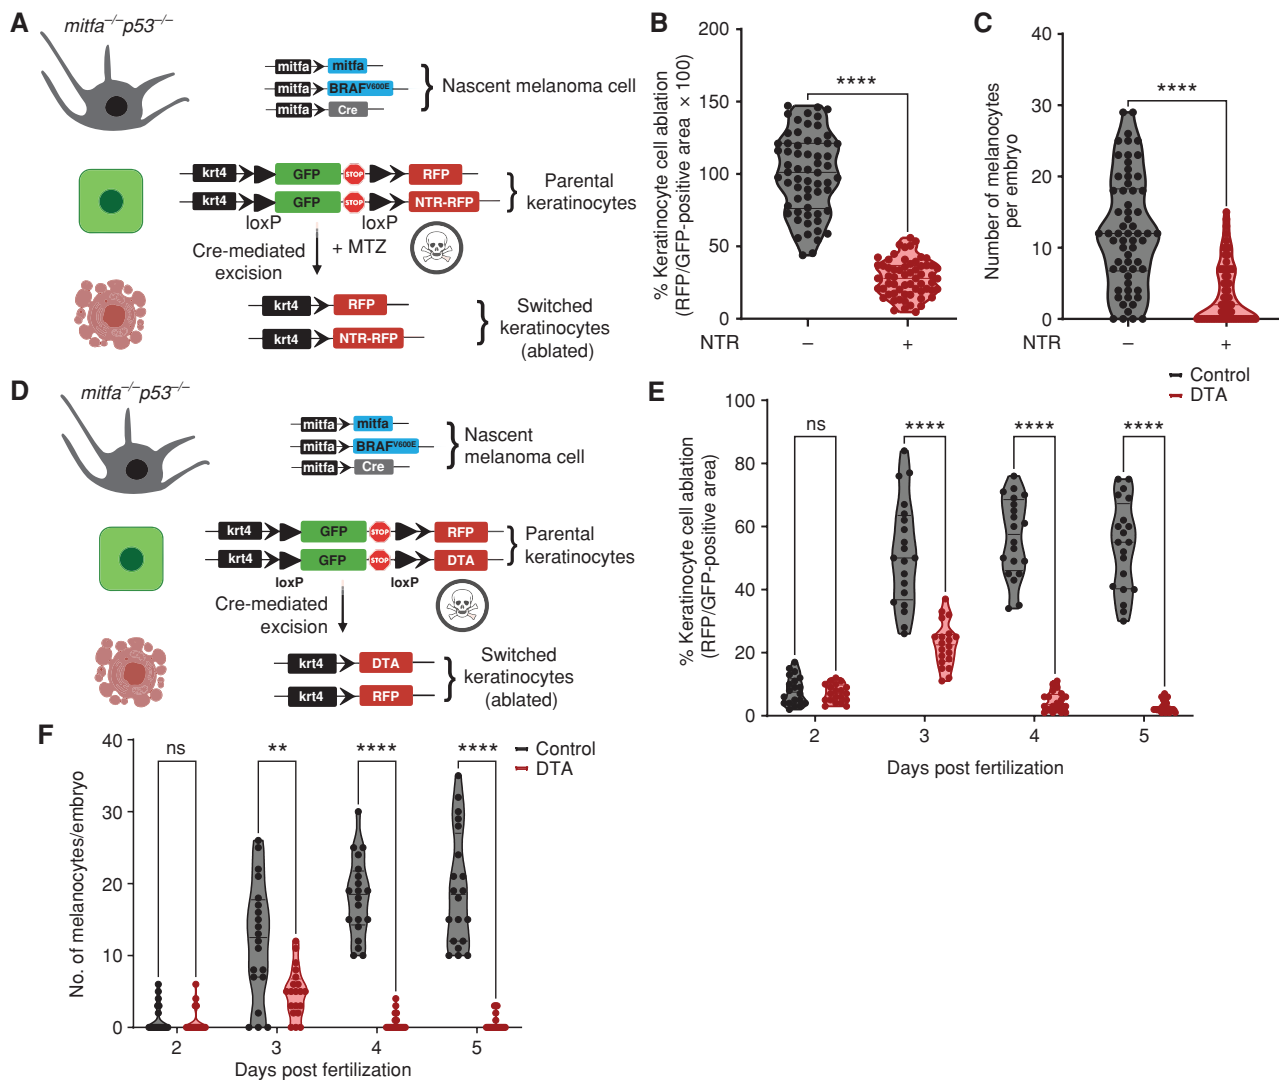 A
mitfa–/–p53–/–
mitfa mitfa
mitfa BRAFV600E
mitfa Cre
Nascent melanoma cell
krt4 GFP STOP RFP
krt4 GFP STOP NTR-RFP
loxP loxP
Parental
keratinocytes
Cre-mediated
excision
+ MTZ
krt4 RFP
krt4 NTR-RFP
Switched
keratinocytes
(ablated)
B
% Keratinocyte cell ablation
(RFP/GFP-positive area × 100)
200
150
100
50
0
****
NTR – +
C
Number of melanocytes
per embryo
40
30
20
10
0
****
NTR – +
D
mitfa–/–p53–/–
mitfa mitfa
mitfa BRAFV600E
mitfa Cre
Nascent
melanoma cell
krt4 GFP STOP RFP
krt4 GFP STOP DTA
loxP loxP
Parental
keratinocytes
Cre-mediated
excision
krt4 DTA
krt4 RFP
Switched
keratinocytes
(ablated)
E
Control
DTA
% Keratinocyte cell ablation
(RFP/GFP-positive area)
100
80
60
40
20
0
ns **** **** ****
2 3 4 5
Days post fertilization
F
No. of melanocytes/embryo
40
30
20
10
0
ns ** **** ****
Control
DTA
2 3 4 5
Days post fertilization